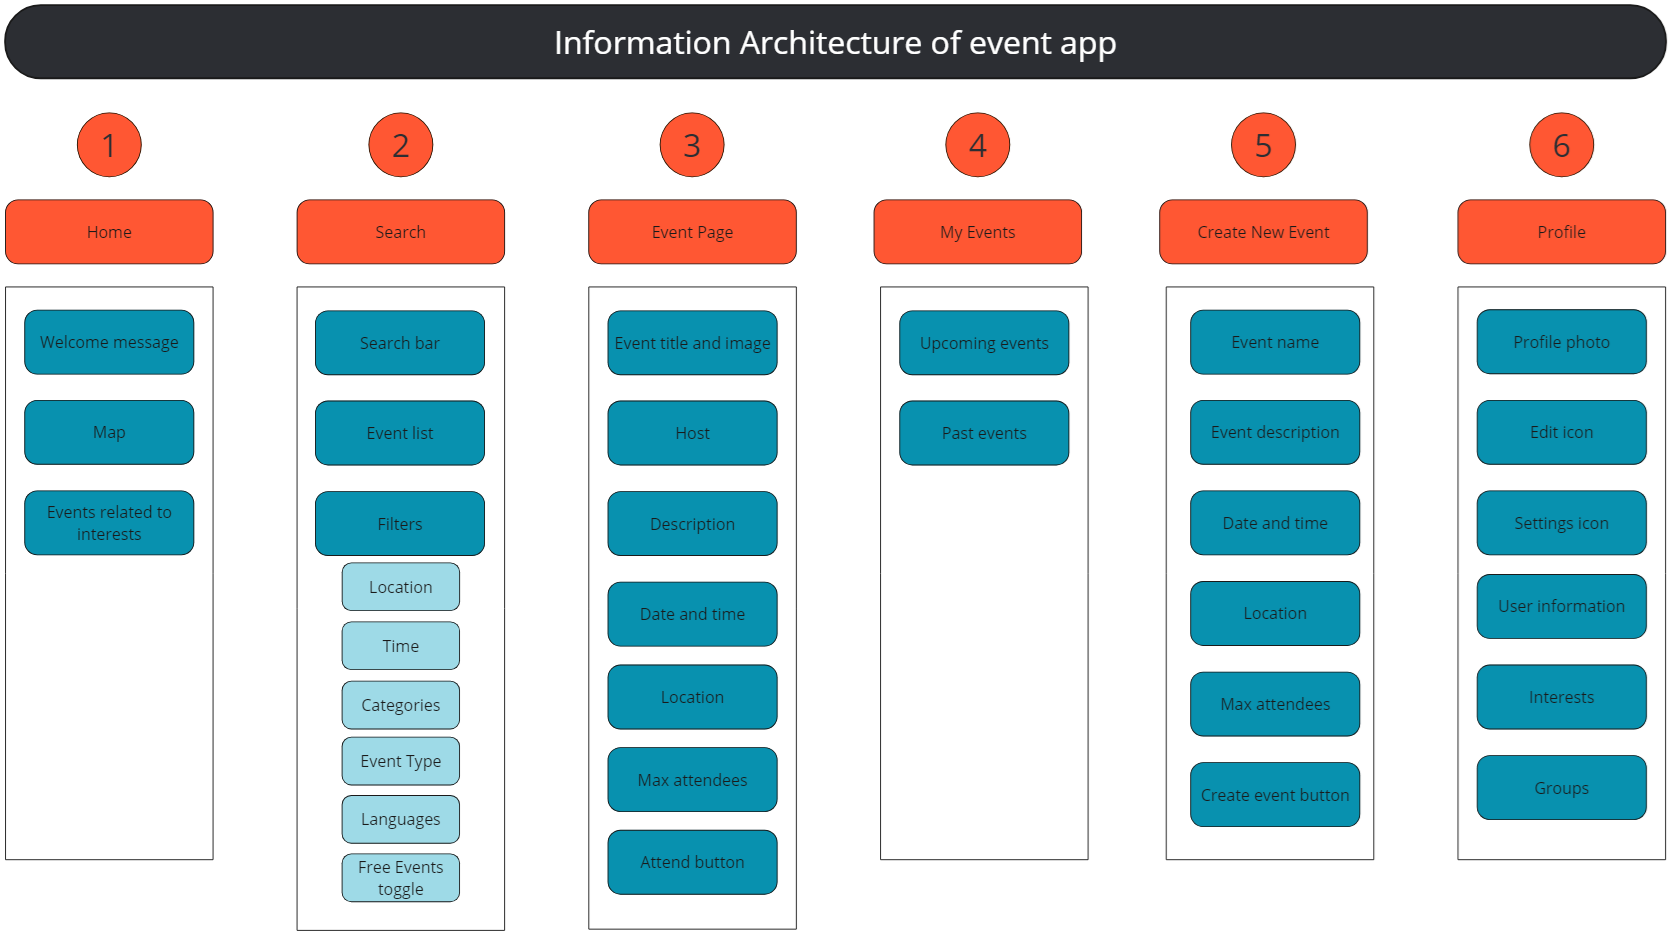 Information Architecture of event app
1
Home
Welcome message
Map
Events related to
interests
2
Search
Search bar
Event list
Filters
Location
Time
Categories
Event Type
Languages
Free Events
toggle
3
Event Page
Event title and image
Host
Description
Date and time
Location
Max attendees
Attend button
4
My Events
Upcoming events
Past events
5
Create New Event
Event name
Event description
Date and time
Location
Max attendees
Create event button
6
Profile
Profile photo
Edit icon
Settings icon
User information
Interests
Groups